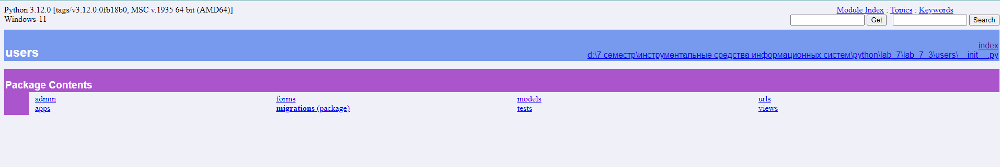 Python 3.12.0 [tags/v3.12.0:0fb18b0, MSC v.1935 64 bit (AMD64)]
Windows-11
Module Index : Topics : Keywords
Get Search
users
index
d:\7 семестр\инструментальные средства информационных систем\python\lab_7\lab_7_3\users\__init__.py
Package Contents
admin forms models urls
apps migrations (package) tests views